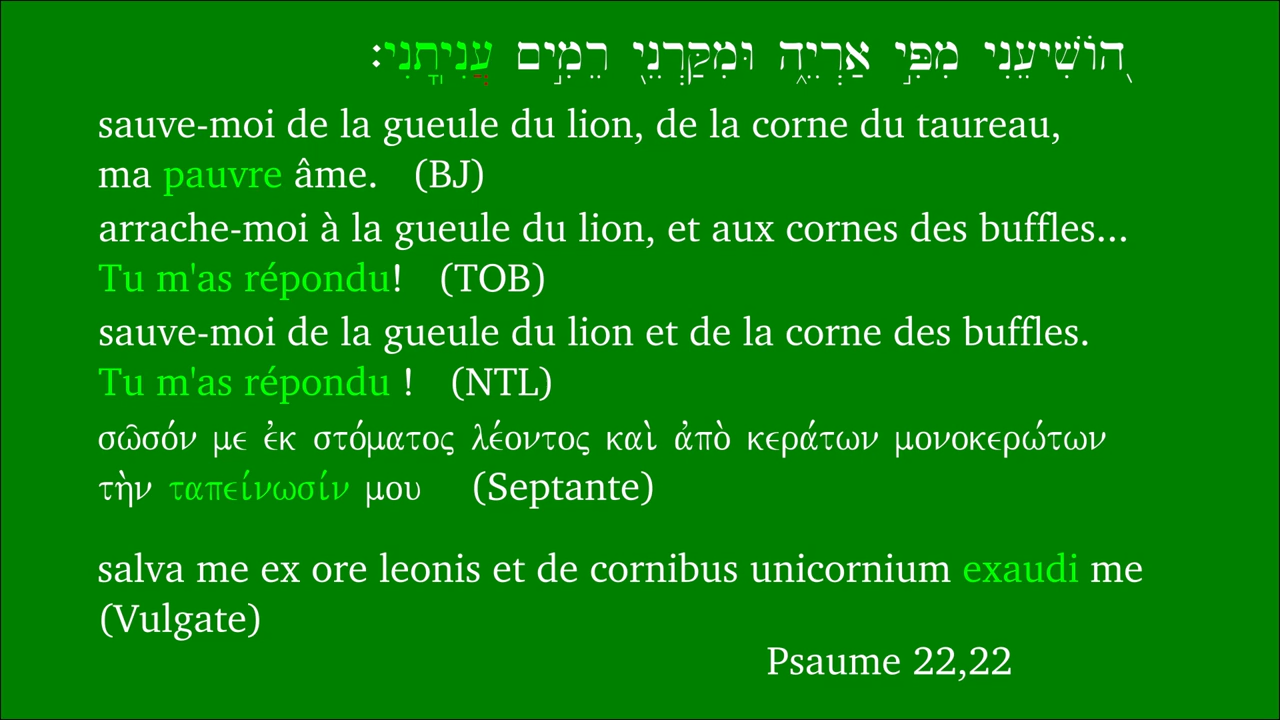 הוֹשִׁיעֵנִי מִפִּי אַרְיֵה וּמִקַּרְנֵי רֵמִים עֲנִיתָנִי׃
sauve-moi de la gueule du lion, de la corne du taureau,
ma pauvre âme. (BJ)
arrache-moi à la gueule du lion, et aux cornes des buffles...
Tu m'as répondu! (TOB)
sauve-moi de la gueule du lion et de la corne des buffles.
Tu m'as répondu ! (NTL)
σῶσόν με ἐκ στόματος λέοντος καὶ ἀπὸ κεράτων μονοκερώτων
τὴν ταπείνωσίν μου (Septante)
salva me ex ore leonis et de cornibus unicornium exaudi me
(Vulgate)
Psaume 22,22